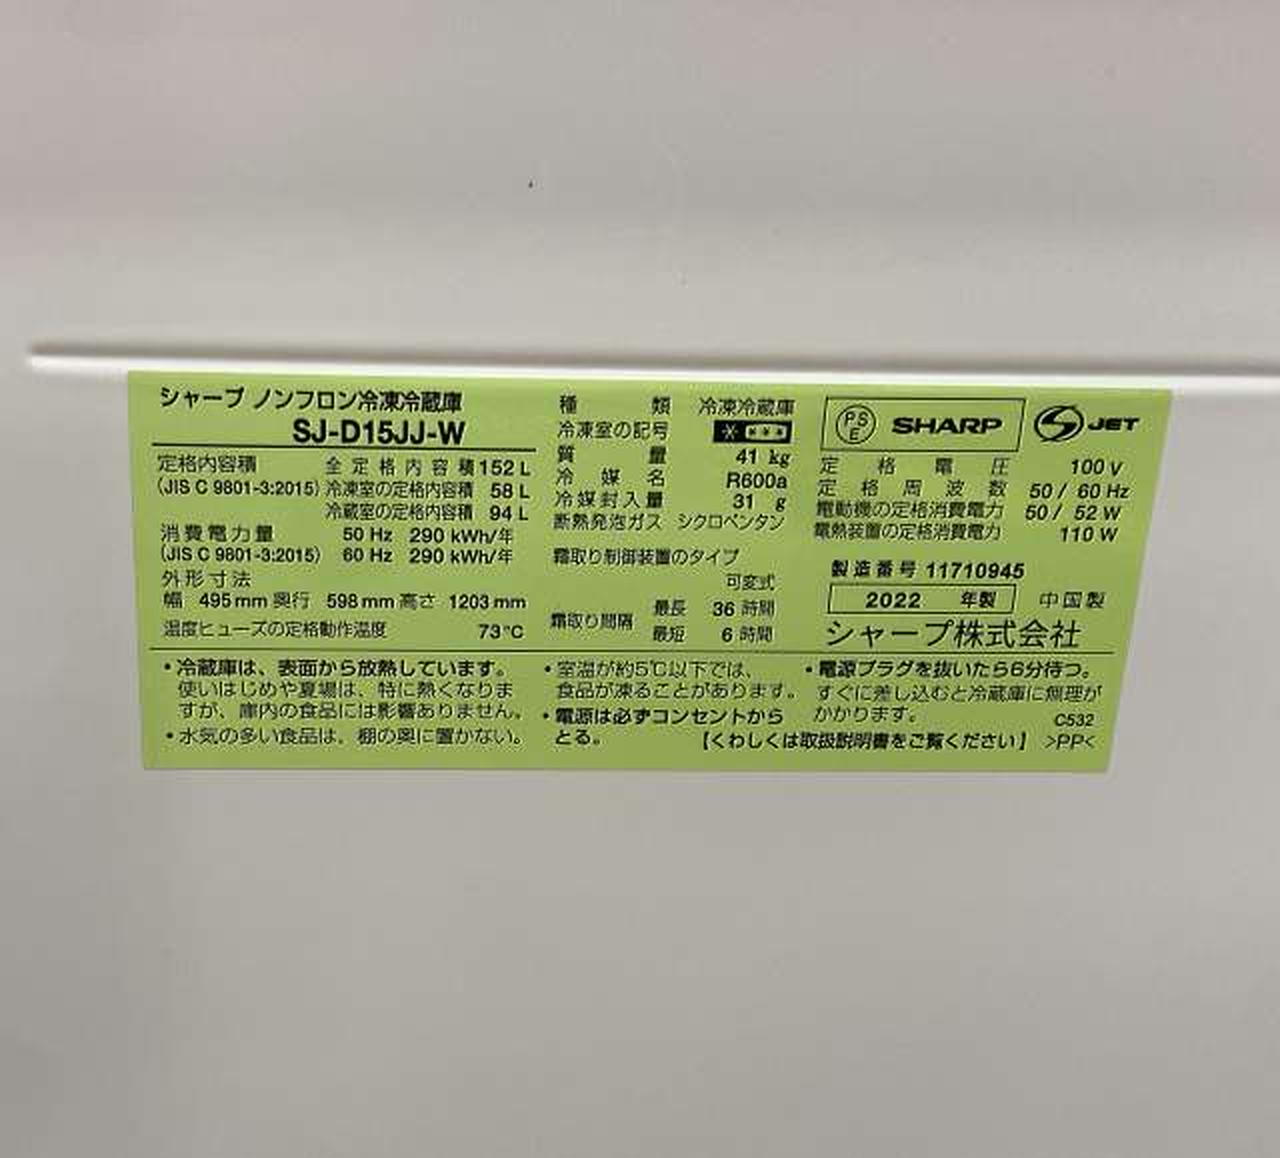 シャープ ノンフロン冷凍冷蔵庫
SJ-D15JJ-W
定格内容積 全定格内容積 152 L
(JIS C 9801-3:2015) 冷凍室の定格内容積 58 L
冷蔵室の定格内容積 94 L
消費電力量 50 Hz 290 kWh/年
(JIS C 9801-3:2015) 60 Hz 290 kWh/年
外形寸法
幅 495 mm 奥行 598 mm 高さ 1203 mm
温度ヒューズの定格動作温度 73℃
種類 冷凍冷蔵庫
冷凍室の記号
質量 41 kg
冷媒名 R600a
冷媒封入量 31 g
断熱発泡ガス シクロペンタン
霜取り制御装置のタイプ
可変式
霜取り間隔 最長 36 時間
最短 6 時間
PSE SHARP JET
定格電圧 100 V
定格周波数 50 / 60 Hz
電動機の定格消費電力 50 / 52 W
電熱装置の定格消費電力 110 W
製造番号 11710945
2022 年製 中国製
シャープ株式会社
・冷蔵庫は、表面から放熱しています。
使いはじめや夏場は、特に熱くなりま
すが、庫内の食品には影響ありません。
・水気の多い食品は、棚の奥に置かない。
・室温が約5℃以下では、
食品が凍ることがあります。
・電源は必ずコンセントから
とる。
・電源プラグを抜いたら6分待つ。
すぐに差し込むと冷蔵庫に無理が
かかります。
C532
【くわしくは取扱説明書をご覧ください】 >PP<